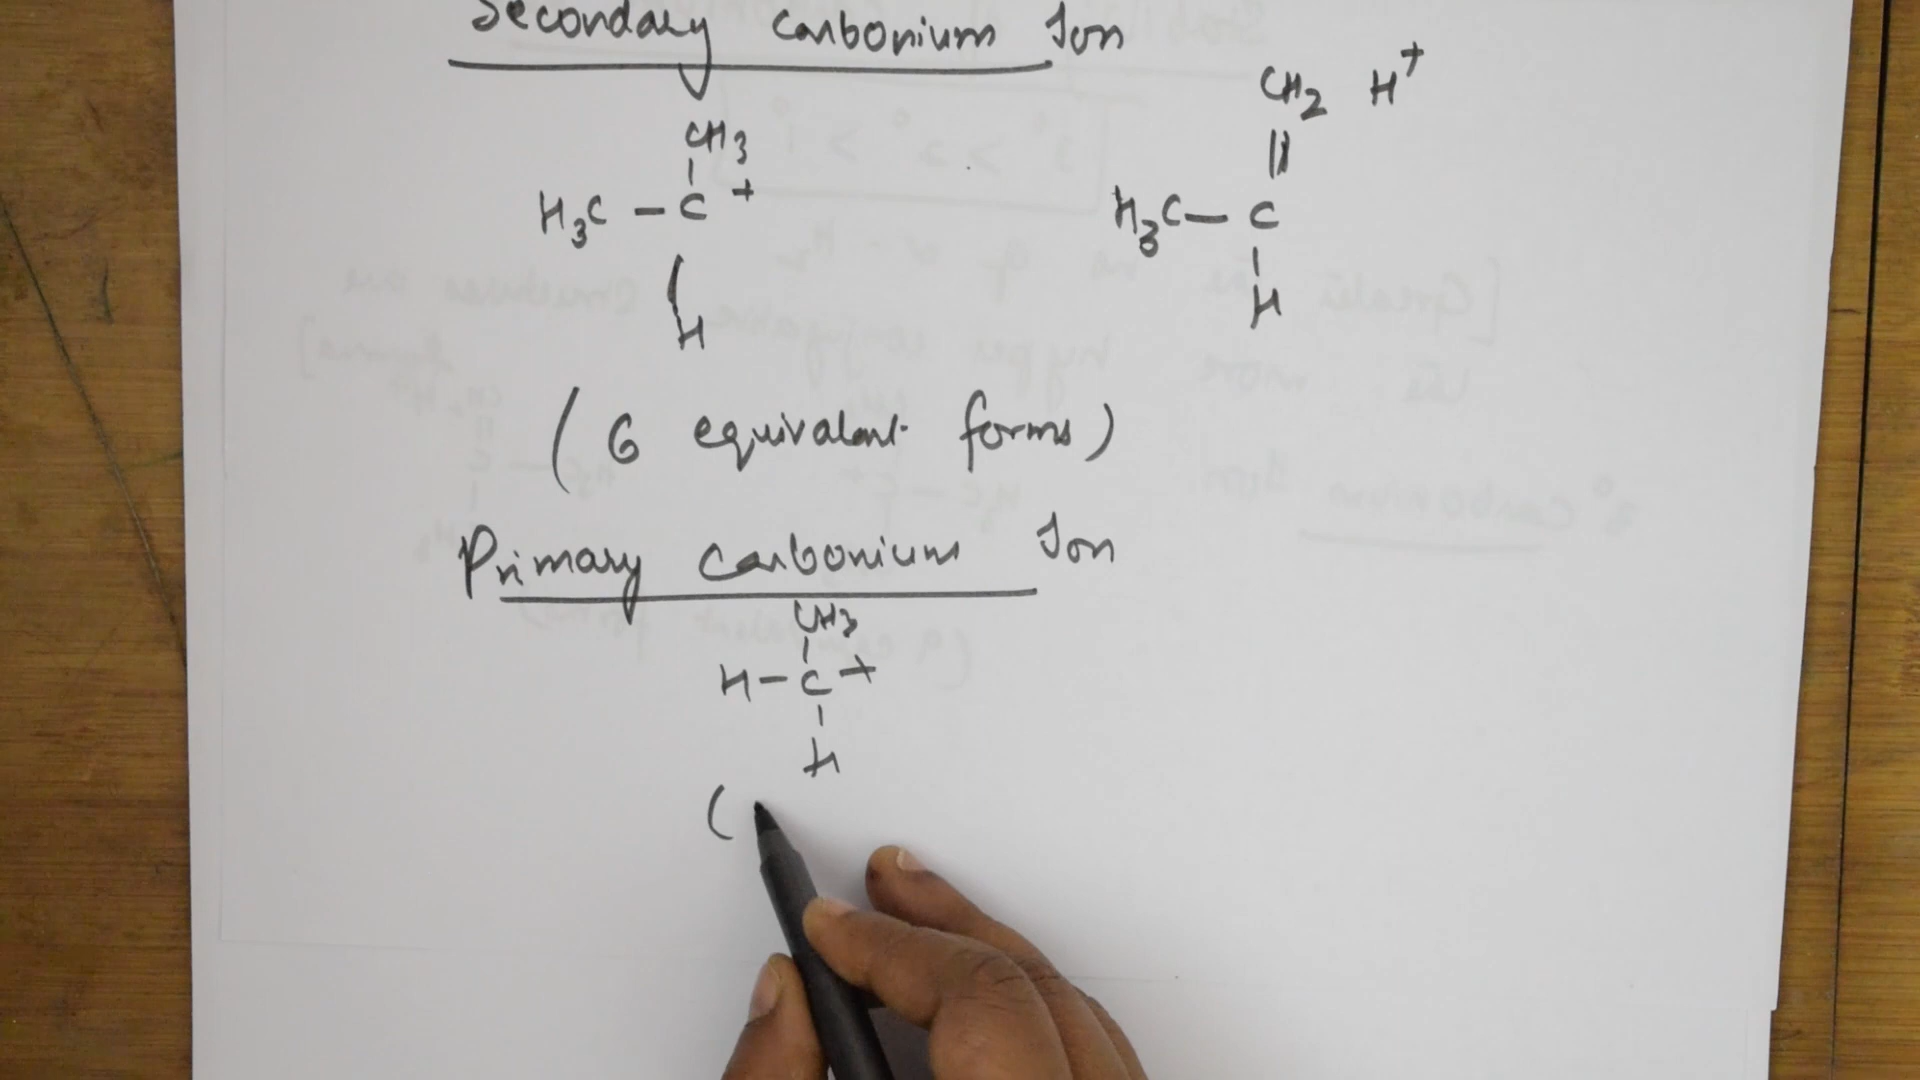 Secondary Carbonium Ion
CH3
H3C - C +
H
CH2 H+
||
H3C - C
H
(6 equivalent forms)
Primary Carbonium Ion
CH3
H - C +
H
(